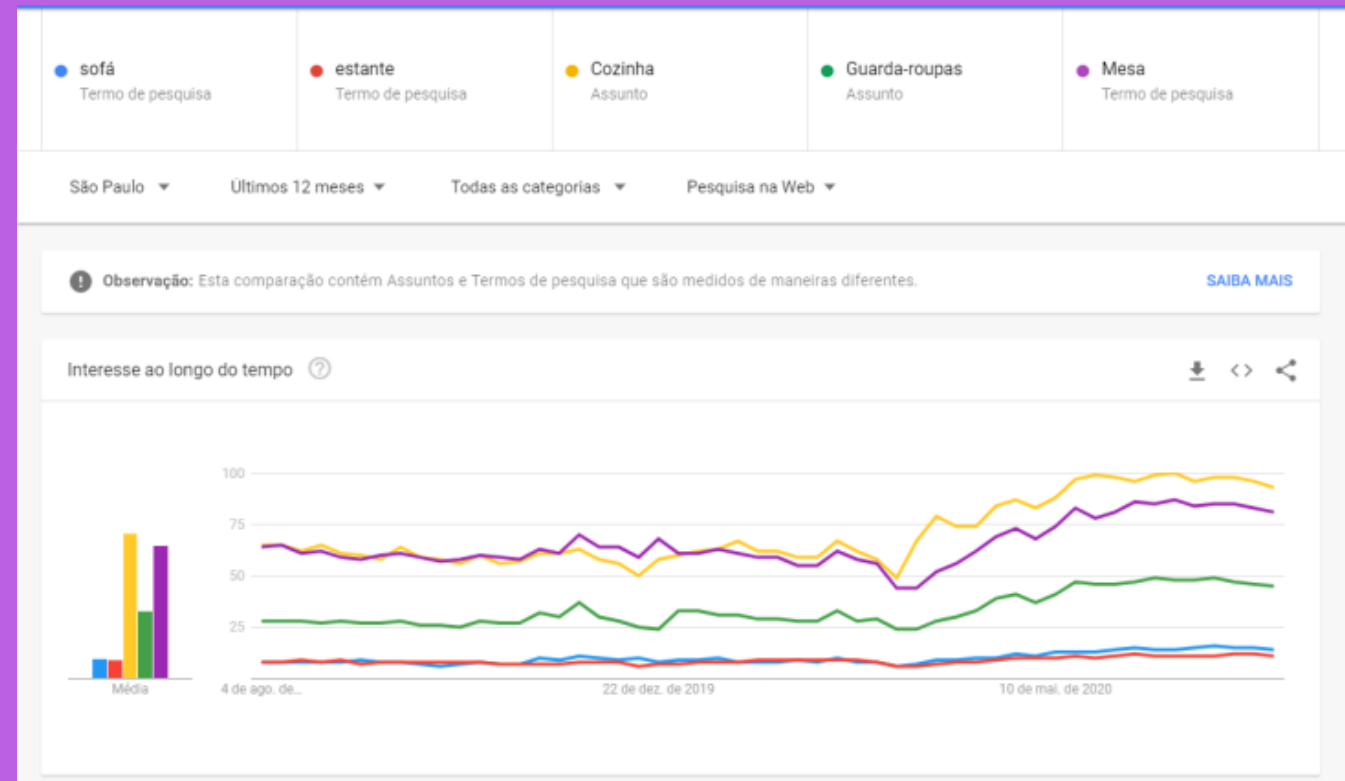 sofá
Termo de pesquisa
estante
Termo de pesquisa
Cozinha
Assunto
Guarda-roupas
Assunto
Mesa
Termo de pesquisa
São Paulo
Últimos 12 meses
Todas as categorias
Pesquisa na Web
Observação: Esta comparação contém Assuntos e Termos de pesquisa que são medidos de maneiras diferentes.
SAIBA MAIS
Interesse ao longo do tempo
100
75
50
25
Média
4 de ago. de...
22 de dez. de 2019
10 de mai. de 2020